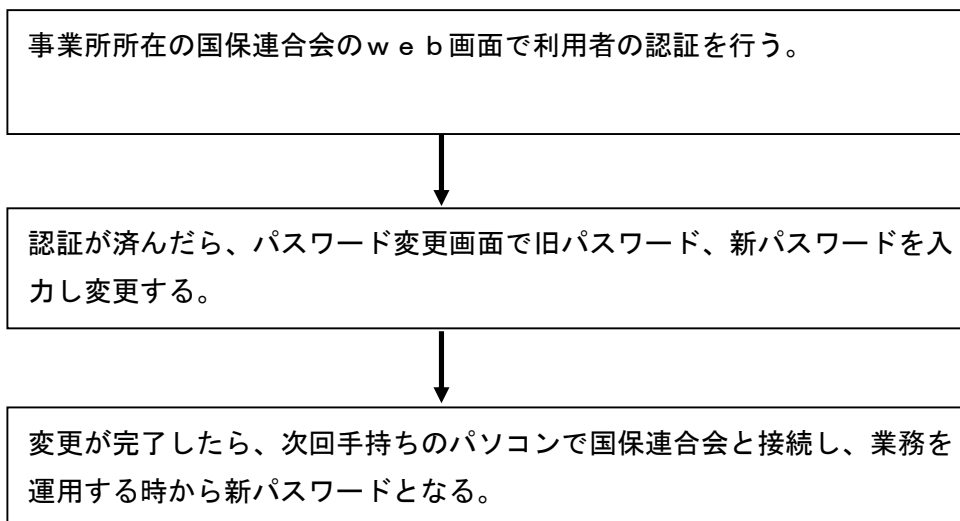 事業所所在の国保連合会のｗｅｂ画面で利用者の認証を行う。
認証が済んだら、パスワード変更画面で旧パスワード、新パスワードを入
力し変更する。
変更が完了したら、次回手持ちのパソコンで国保連合会と接続し、業務を
運用する時から新パスワードとなる。